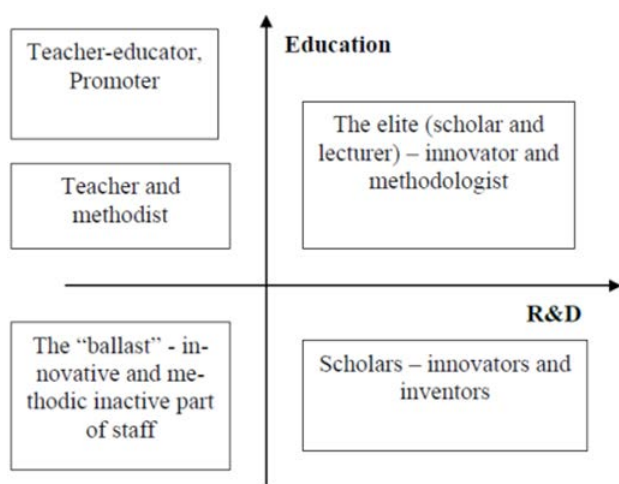 Teacher-educator,
Promoter
Education
The elite (scholar and
lecturer) – innovator and
methodologist
Teacher and
methodist
R&D
The “ballast” - in-
novative and me-
thodic inactive part
of staff
Scholars – innovators and
inventors